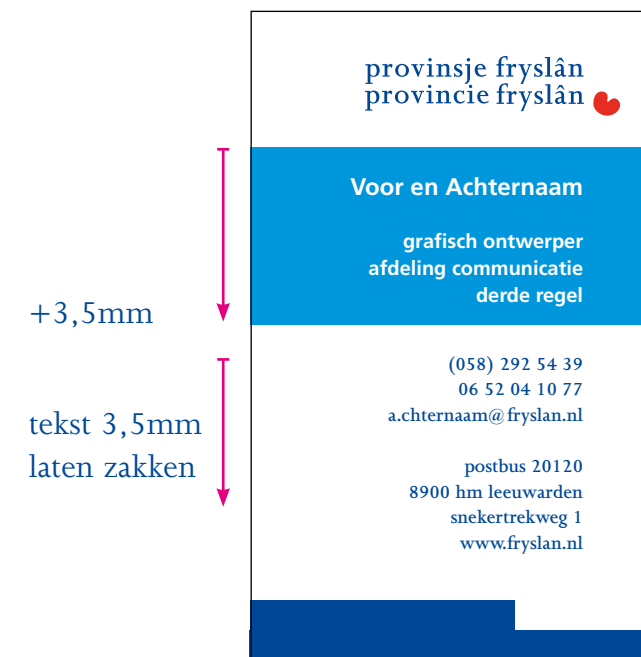 provinsje fryslân
provincie fryslân
Voor en Achternaam
grafisch ontwerper
afdeling communicatie
derde regel
+3,5mm
(058) 292 54 39
06 52 04 10 77
a.chternaam@fryslan.nl
tekst 3,5mm
laten zakken
postbus 20120
8900 hm leeuwarden
snekertrekweg 1
www.fryslan.nl